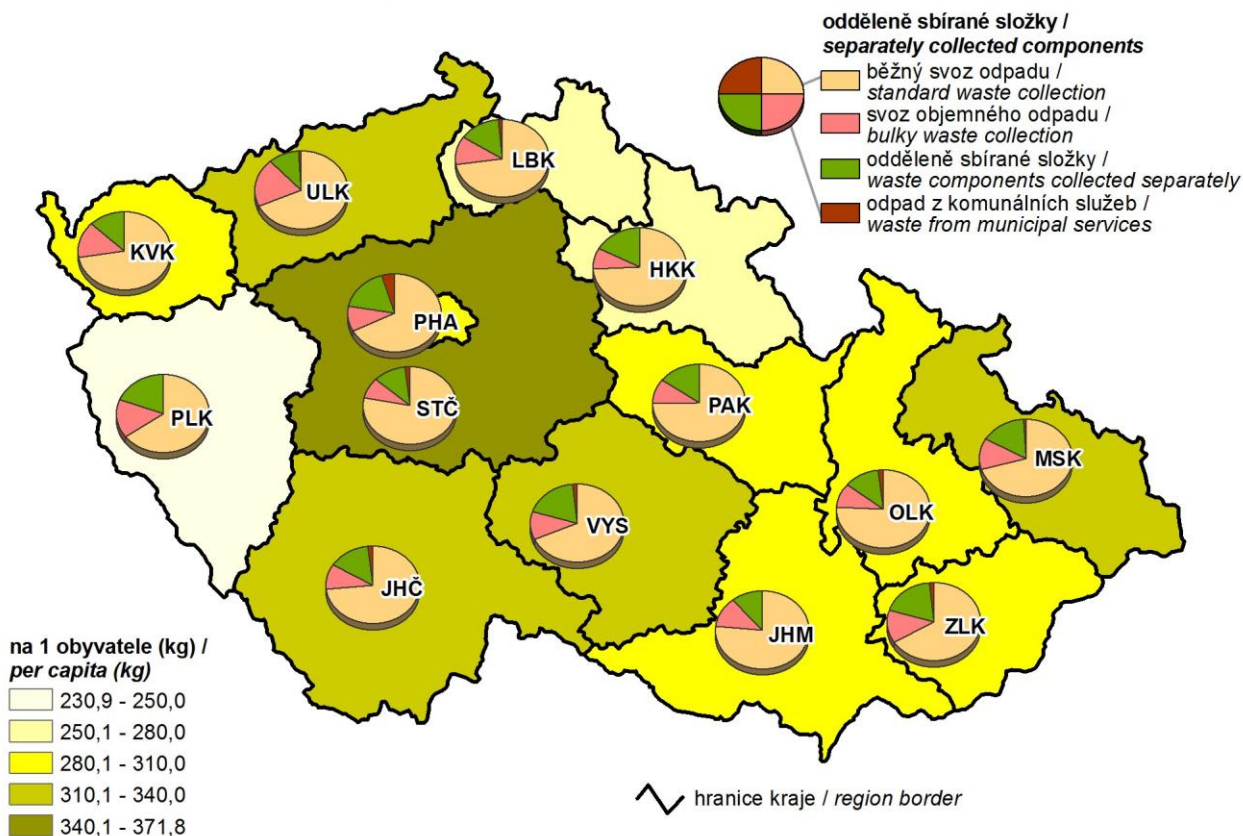 odděleně sbírané složky /
separately collected components
běžný svoz odpadu /
standard waste collection
svoz objemného odpadu /
bulky waste collection
odděleně sbírané složky /
waste components collected separately
odpad z komunálních služeb /
waste from municipal services
LBK
ULK
KVK
HKK
PHA
STČ
PAK
PLK
MSK
OLK
VYS
JHČ
JHM
ZLK
na 1 obyvatele (kg) /
per capita (kg)
230,9 - 250,0
250,1 - 280,0
280,1 - 310,0
310,1 - 340,0
340,1 - 371,8
hranice kraje / region border